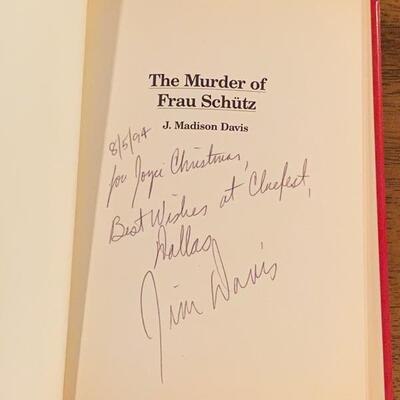 The Murder of
Frau Schütz
J. Madison Davis
8/5/94
for Joyce Christmas,
Best Wishes at Cluefest,
Dallas
Jim Davis